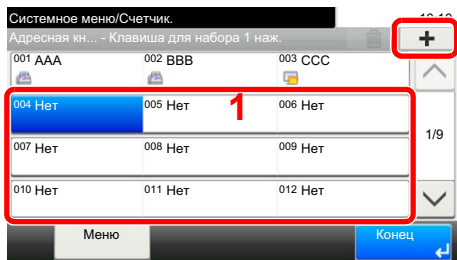 Системное меню/Счетчик.
Адресная кн... - Клавиша для набора 1 наж.
+
001 AAA 002 BBB 003 CCC
004 Нет 005 Нет 1 006 Нет
1/9
007 Нет 008 Нет 009 Нет
010 Нет 011 Нет 012 Нет
Меню Конец